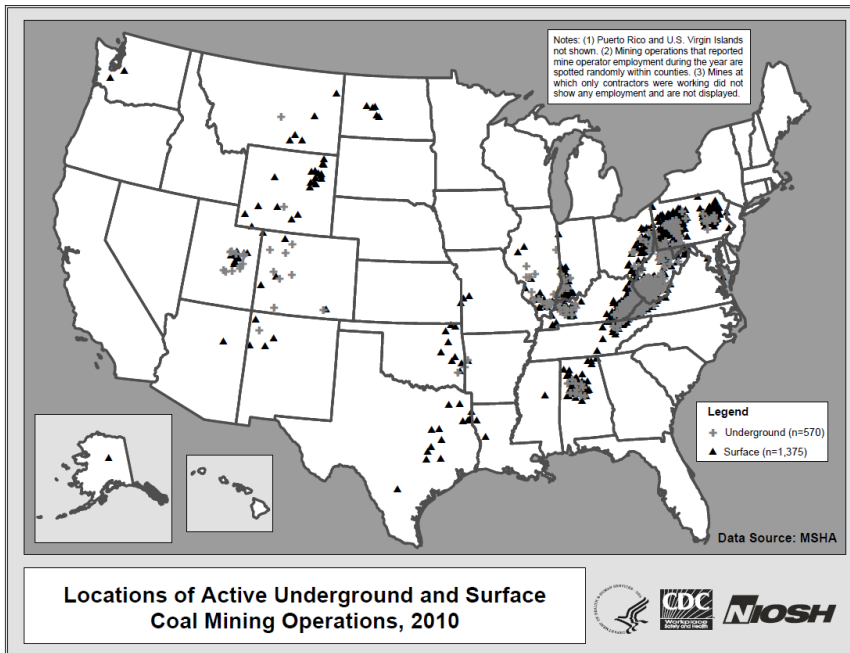 Notes: (1) Puerto Rico and U.S. Virgin Islands
not shown. (2) Mining operations that reported
mine operator employment during the year are
spotted randomly within counties. (3) Mines at
which only contractors were working did not
show any employment and are not displayed.
Legend
Underground (n=570)
Surface (n=1,375)
Data Source: MSHA
Locations of Active Underground and Surface
Coal Mining Operations, 2010
CDC
Workplace
Safety and Health
NIOSH